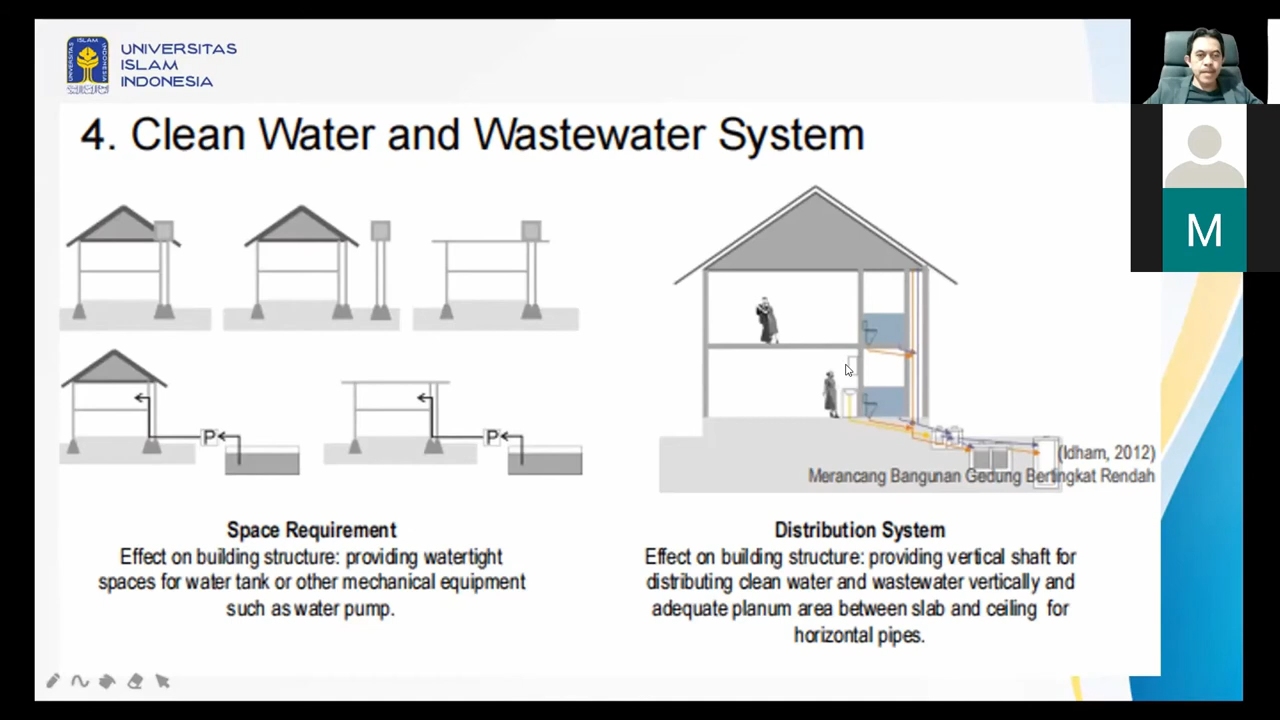 UNIVERSITAS
ISLAM
INDONESIA
4. Clean Water and Wastewater System
P
P
(Idham, 2012)
Merancang Bangunan Gedung Bertingkat Rendah
Space Requirement
Effect on building structure: providing watertight
spaces for water tank or other mechanical equipment
such as water pump.
Distribution System
Effect on building structure: providing vertical shaft for
distributing clean water and wastewater vertically and
adequate planum area between slab and ceiling for
horizontal pipes.
M